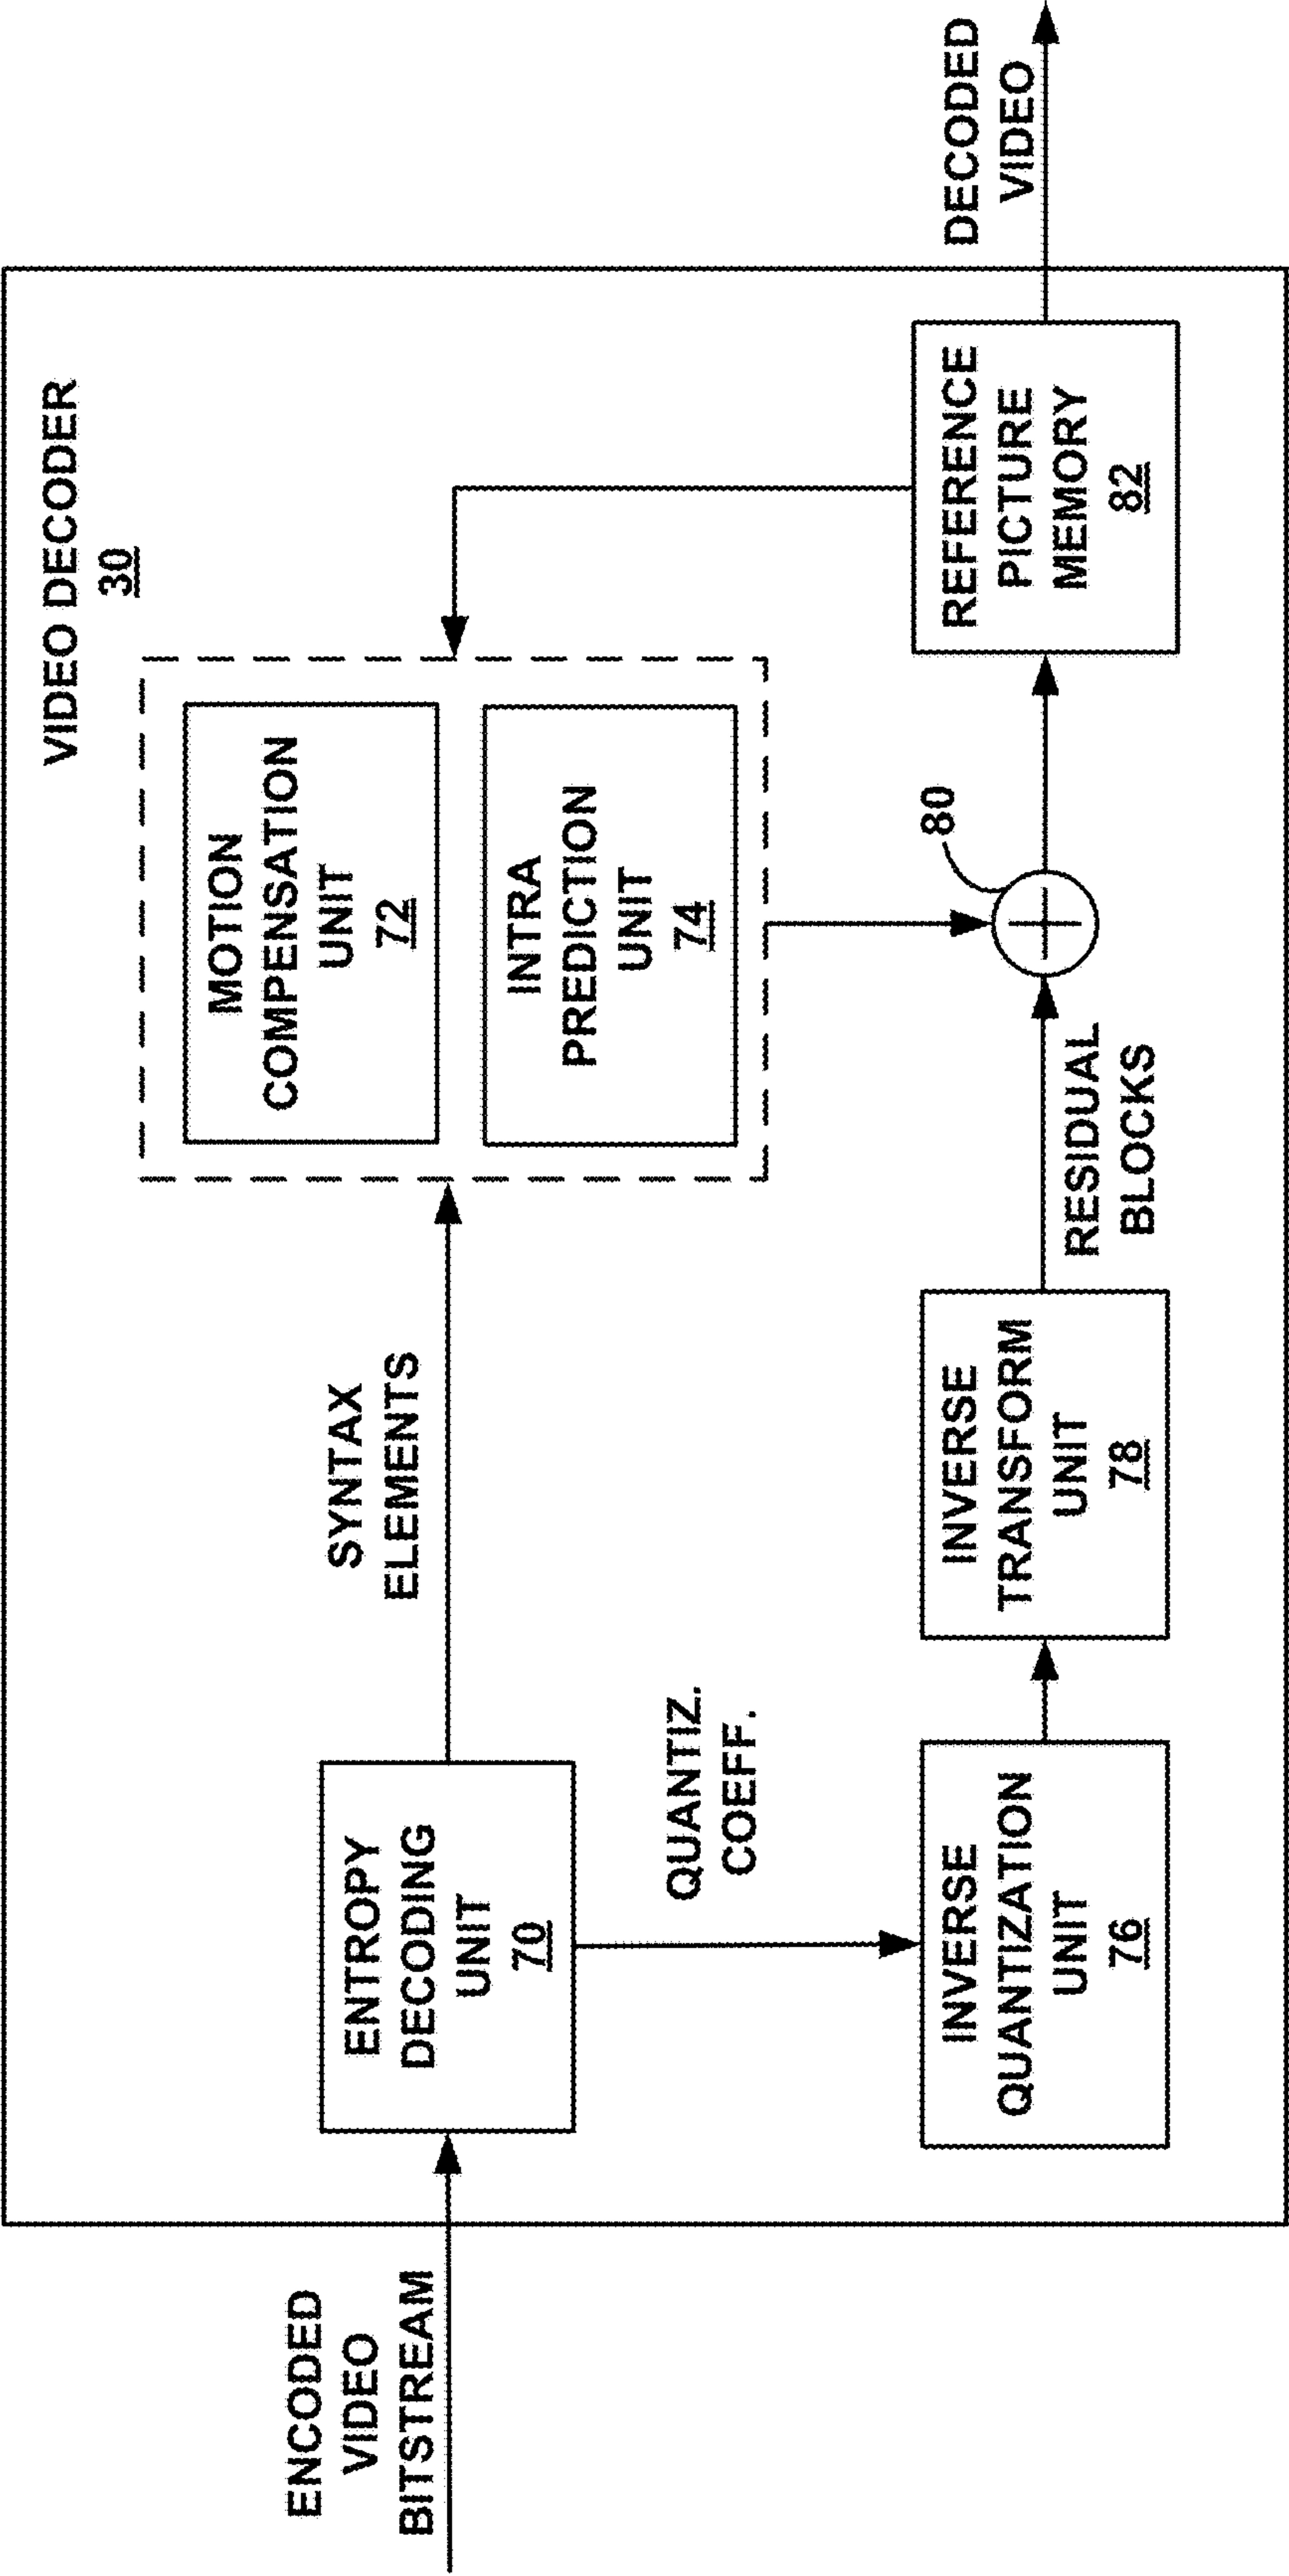 VIDEO DECODER
30
ENCODED
VIDEO
BITSTREAM
ENTROPY
DECODING
UNIT
70
SYNTAX
ELEMENTS
MOTION
COMPENSATION
UNIT
72
INTRA
PREDICTION
UNIT
74
QUANTIZ.
COEFF.
INVERSE
QUANTIZATION
UNIT
76
INVERSE
TRANSFORM
UNIT
78
RESIDUAL
BLOCKS
80
REFERENCE
PICTURE
MEMORY
82
DECODED
VIDEO